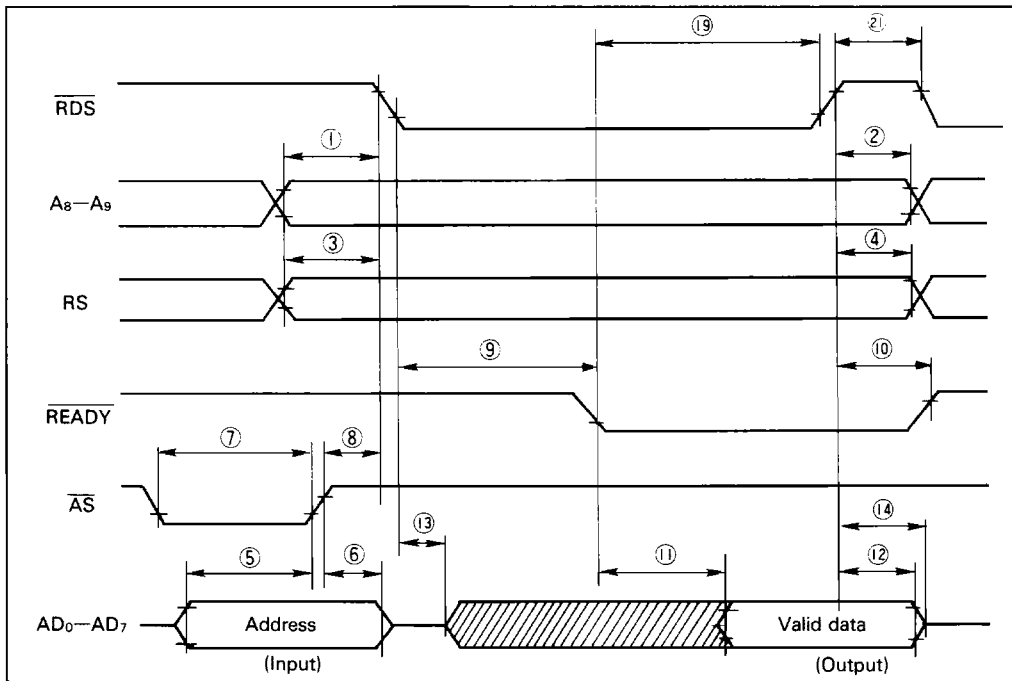 ⑲ ㉑
RDS
① ②
A₈—A₉
③ ④
RS
⑨ ⑩
READY
⑦ ⑧
AS
⑬ ⑭
⑤ ⑥ ⑪ ⑫
AD₀—AD₇ Address Valid data
(Input) (Output)